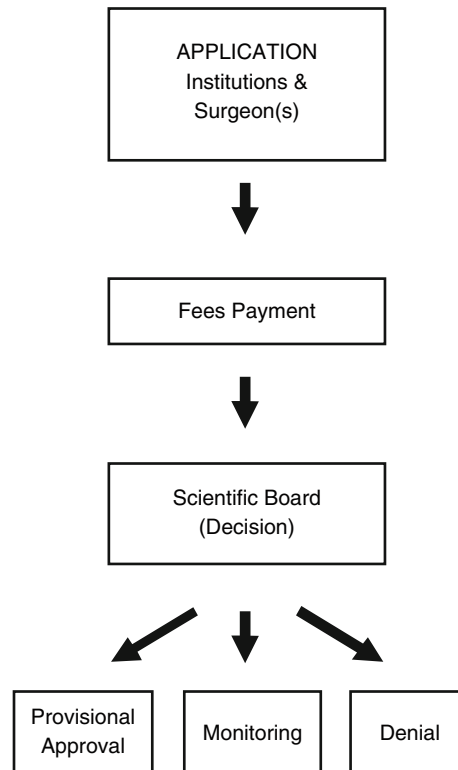 APPLICATION
Institutions &
Surgeon(s)
Fees Payment
Scientific Board
(Decision)
Provisional
Approval
Monitoring
Denial